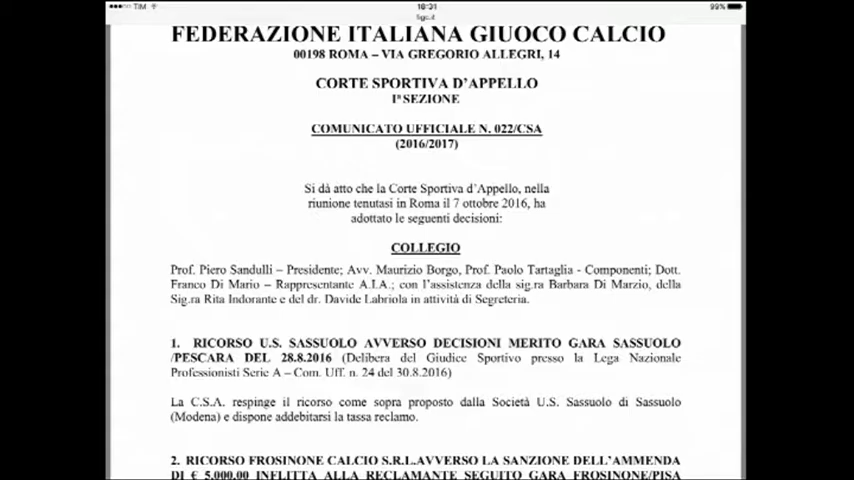 TIM 18:31 99%
figc.it
FEDERAZIONE ITALIANA GIUOCO CALCIO
00198 ROMA – VIA GREGORIO ALLEGRI, 14
CORTE SPORTIVA D’APPELLO
Iª SEZIONE
COMUNICATO UFFICIALE N. 022/CSA
(2016/2017)
Si dà atto che la Corte Sportiva d’Appello, nella
riunione tenutasi in Roma il 7 ottobre 2016, ha
adottato le seguenti decisioni:
COLLEGIO
Prof. Piero Sandulli – Presidente; Avv. Maurizio Borgo, Prof. Paolo Tartaglia - Componenti; Dott.
Franco Di Mario – Rappresentante A.I.A.; con l’assistenza della sig.ra Barbara Di Marzio, della
Sig.ra Rita Indorante e del dr. Davide Labriola in attività di Segreteria.
1. RICORSO U.S. SASSUOLO AVVERSO DECISIONI MERITO GARA SASSUOLO
/PESCARA DEL 28.8.2016 (Delibera del Giudice Sportivo presso la Lega Nazionale
Professionisti Serie A – Com. Uff. n. 24 del 30.8.2016)
La C.S.A. respinge il ricorso come sopra proposto dalla Società U.S. Sassuolo di Sassuolo
(Modena) e dispone addebitarsi la tassa reclamo.
2. RICORSO FROSINONE CALCIO S.R.L.AVVERSO LA SANZIONE DELL’AMMENDA
DI € 5.000,00 INFLITTA ALLA RECLAMANTE SEGUITO GARA FROSINONE/PISA